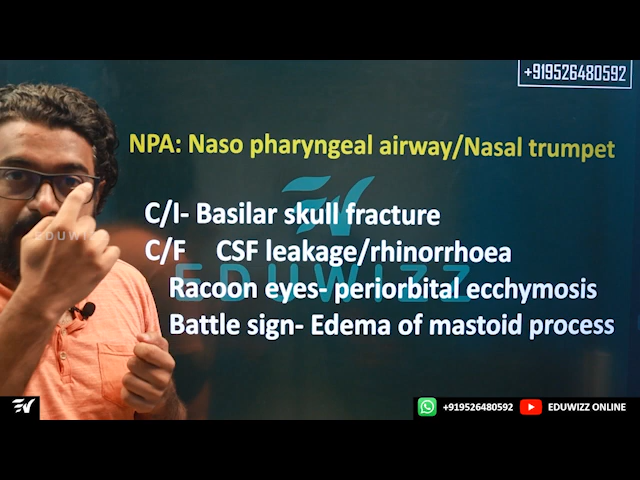 +919526480592
NPA: Naso pharyngeal airway/Nasal trumpet
C/I- Basilar skull fracture
C/F CSF leakage/rhinorrhoea
EDUWIZZ
EDUWIZZ
Racoon eyes- periorbital ecchymosis
Battle sign- Edema of mastoid process
+919526480592 EDUWIZZ ONLINE